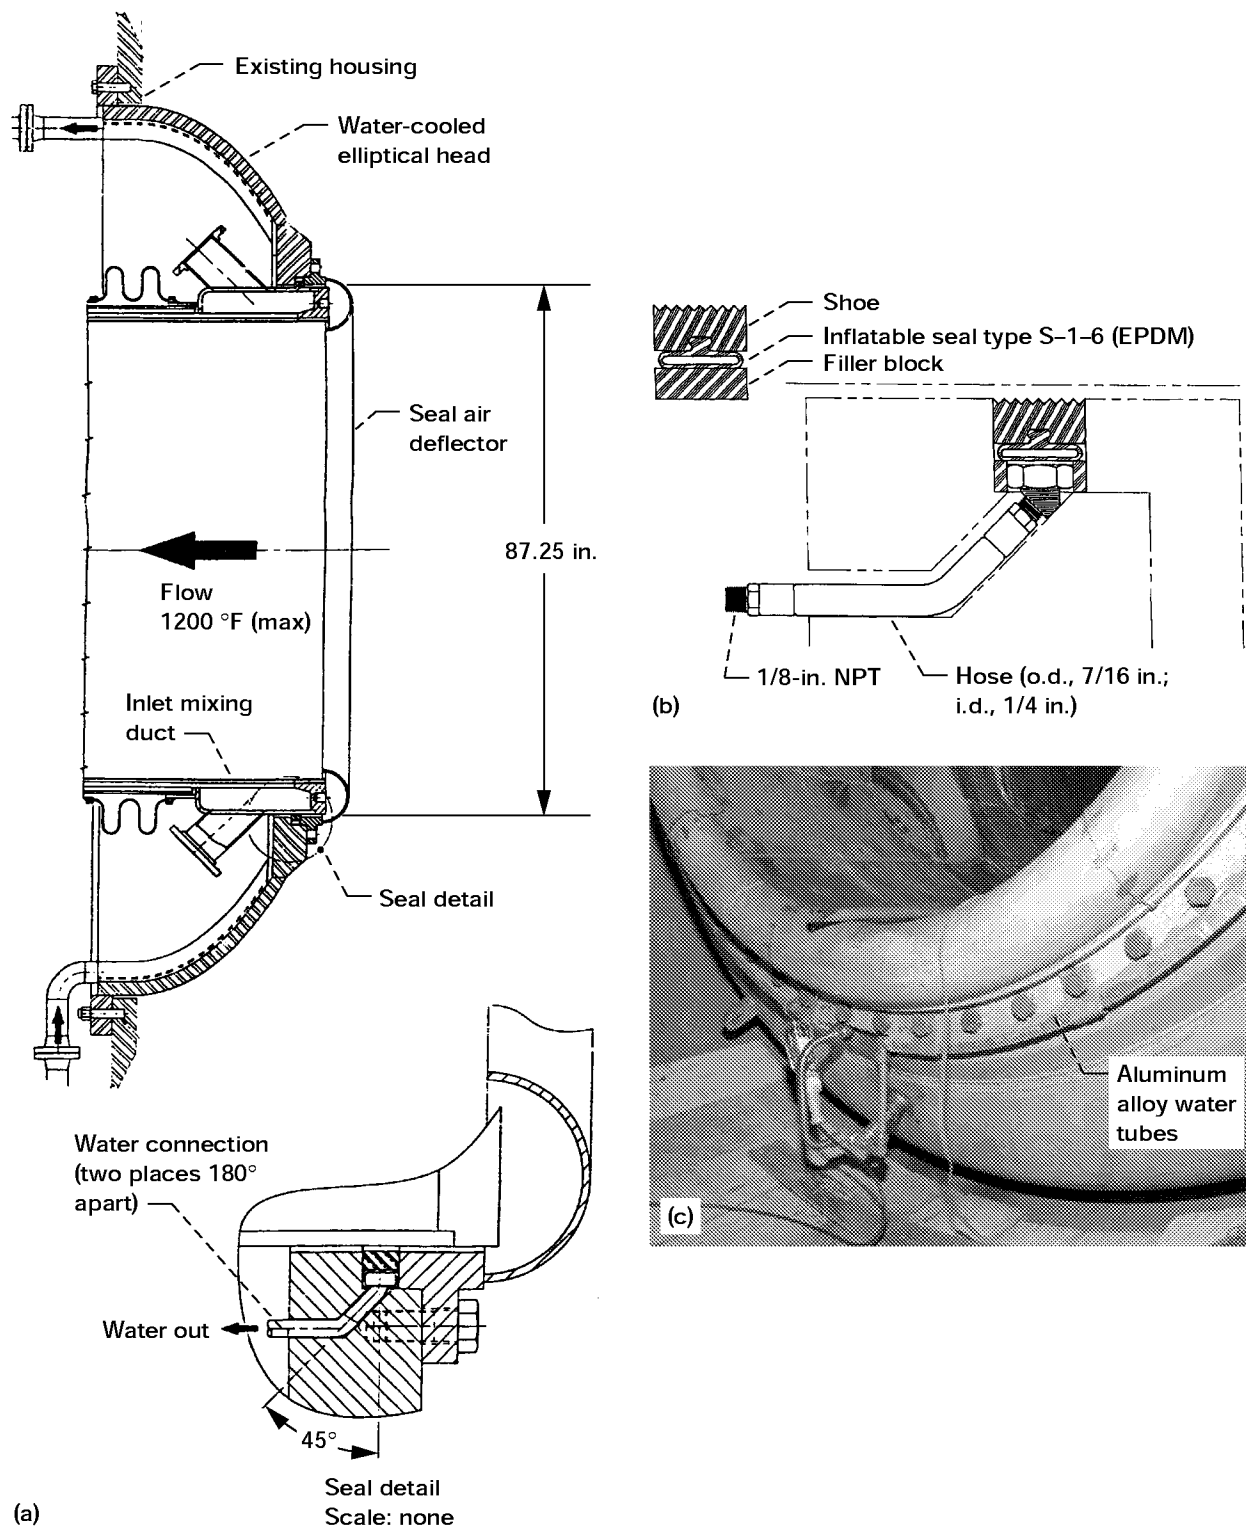 Existing housing
Water-cooled
elliptical head
Seal air
deflector
87.25 in.
Flow
1200 °F (max)
Inlet mixing
duct
Seal detail
Water connection
(two places 180°
apart)
Water out
45°
Seal detail
Scale: none
(a)
Shoe
Inflatable seal type S–1–6 (EPDM)
Filler block
1/8-in. NPT
Hose (o.d., 7/16 in.;
i.d., 1/4 in.)
(b)
Aluminum
alloy water
tubes
(c)